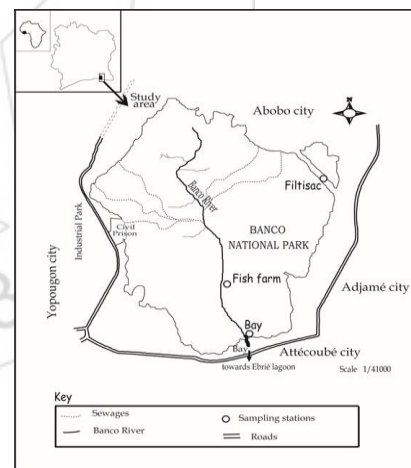 Study
area
N
Abobo city
Filtisac
Banco River
BANCO
NATIONAL PARK
Civil
Prison
Industrial Park
Yopougon city
Fish farm
Adjamé city
Bay
Bay
Attécoubé city
towards Ebrié lagoon
Scale 1/41000
Key
Sewages
Sampling stations
Banco River
Roads